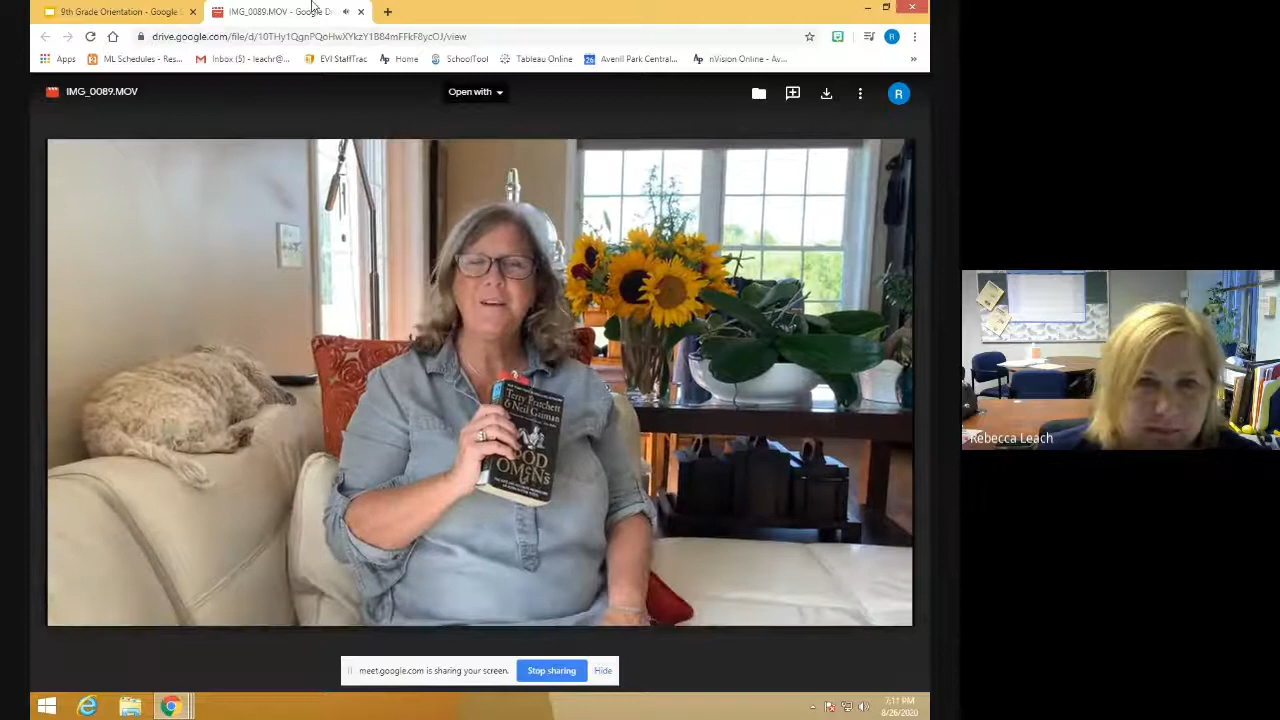 9th Grade Orientation - Google
IMG_0089.MOV - Google Dr
drive.google.com/file/d/10THy1QgnPQoHwXYkzY1B84mFFkF8ycOJ/view
Apps
ML Schedules - Res...
Inbox (5) - leachr@...
EVI StaffTrac
Home
SchoolTool
Tableau Online
Averill Park Central...
nVision Online - Av...
IMG_0089.MOV
Open with
R
Terry Pratchett
& Neil Gaiman
OMENS
Rebecca Leach
meet.google.com is sharing your screen.
Stop sharing
Hide
7:11 PM
8/26/2020